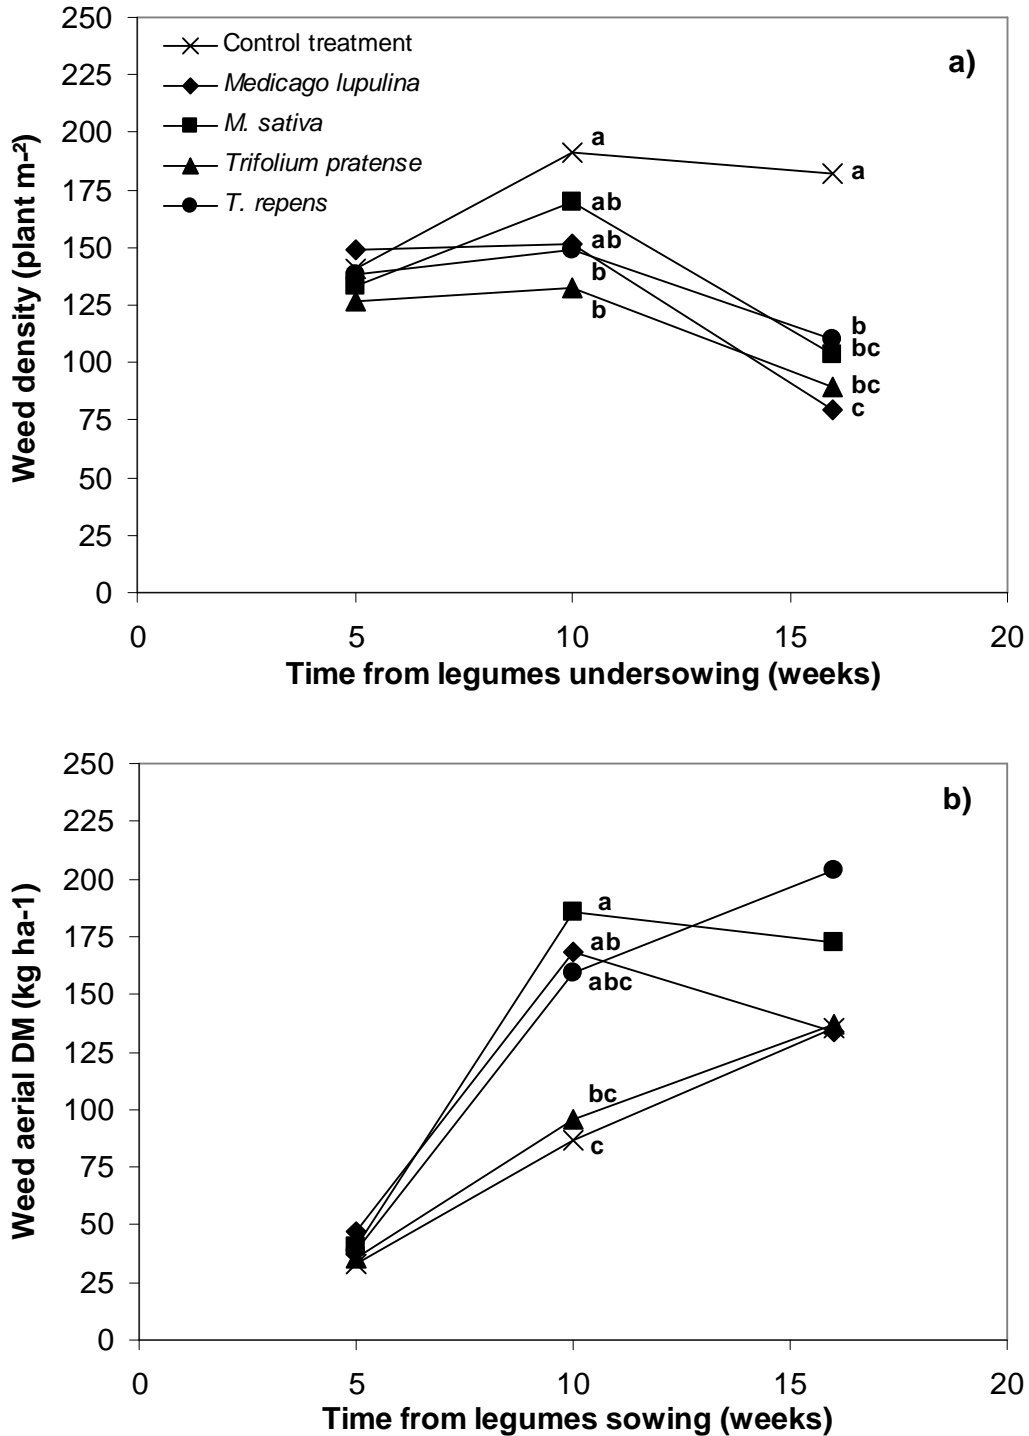 250
225
200
175
150
125
100
75
50
25
0
Weed density (plant m-²)
Control treatment
Medicago lupulina
M. sativa
Trifolium pratense
T. repens
a)
a
a
ab
ab
b
b
b
bc
bc
c
0 5 10 15 20
Time from legumes undersowing (weeks)
250
225
200
175
150
125
100
75
50
25
0
Weed aerial DM (kg ha-1)
b)
a
ab
abc
bc
c
0 5 10 15 20
Time from legumes sowing (weeks)